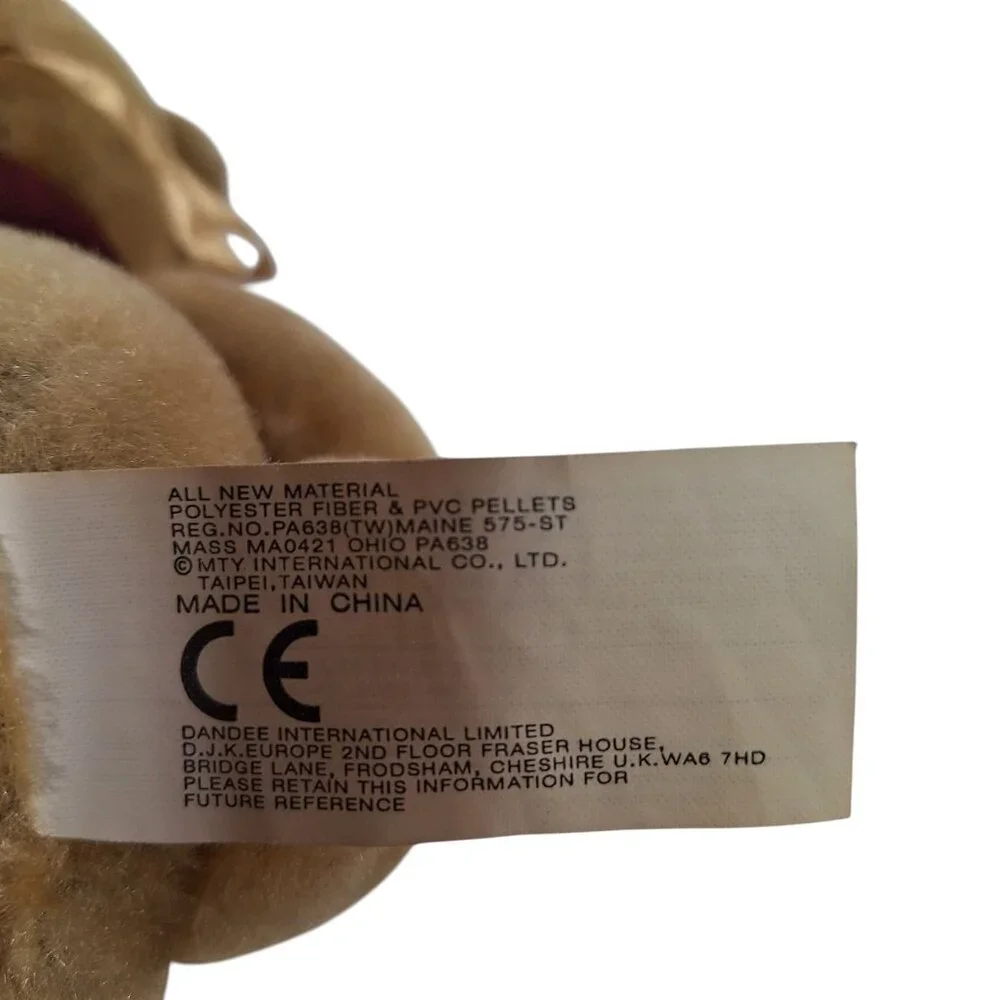 ALL NEW MATERIAL
POLYESTER FIBER & PVC PELLETS
REG.NO.PA638(TW)MAINE 575-ST
MASS MA0421 OHIO PA638
©MTY INTERNATIONAL CO., LTD.
TAIPEI,TAIWAN
MADE IN CHINA
CE
DANDEE INTERNATIONAL LIMITED
D.J.K.EUROPE 2ND FLOOR FRASER HOUSE,
BRIDGE LANE, FRODSHAM, CHESHIRE U.K.WA6 7HD
PLEASE RETAIN THIS INFORMATION FOR
FUTURE REFERENCE